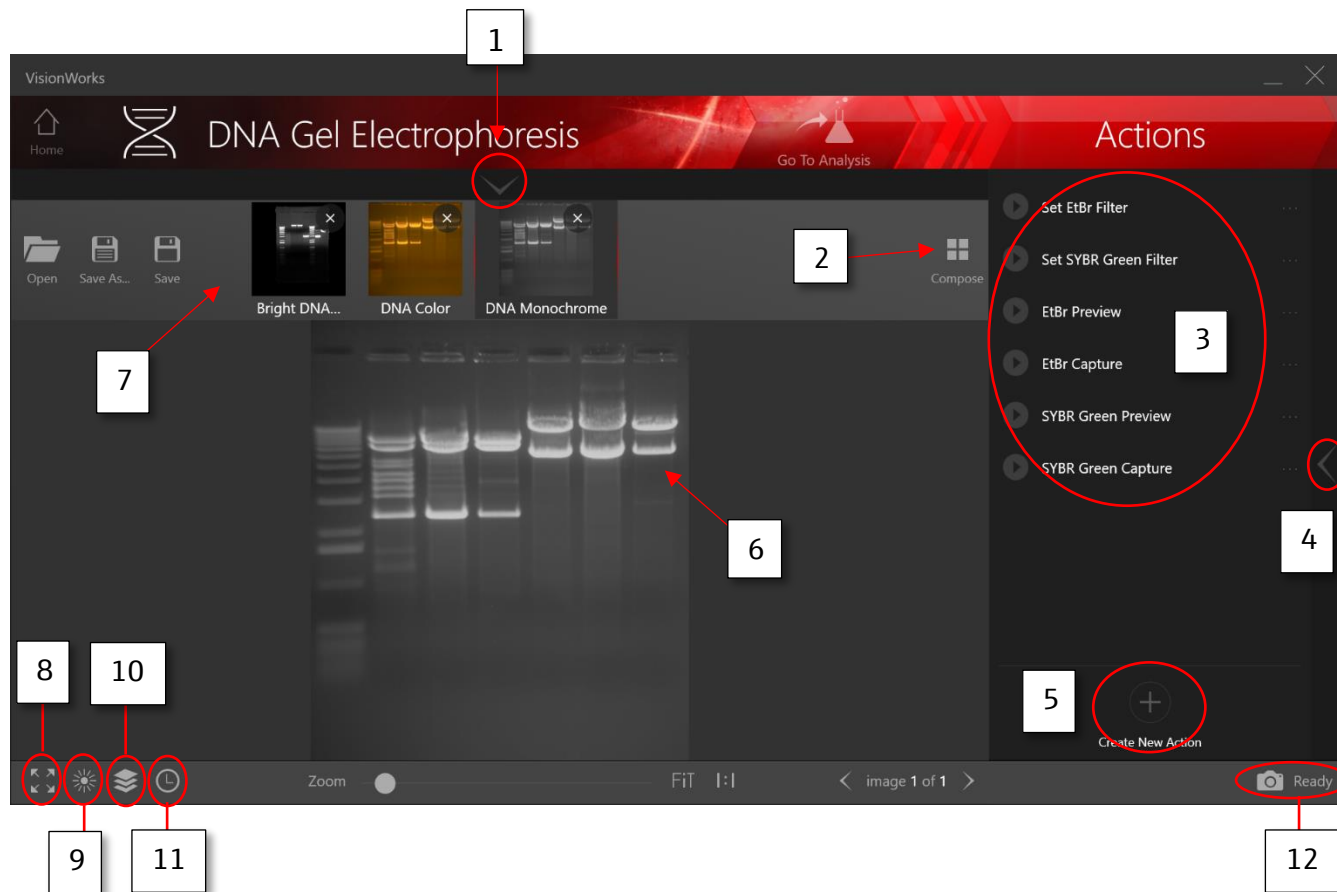 1
VisionWorks
Home
DNA Gel Electrophoresis
Go To Analysis
Actions
Open
Save As...
Save
Bright DNA...
DNA Color
DNA Monochrome
2
Compose
7
Set EtBr Filter
Set SYBR Green Filter
EtBr Preview
3
EtBr Capture
SYBR Green Preview
SYBR Green Capture
4
6
8
10
5
Create New Action
Zoom
FiT
1:1
image 1 of 1
Ready
9
11
12